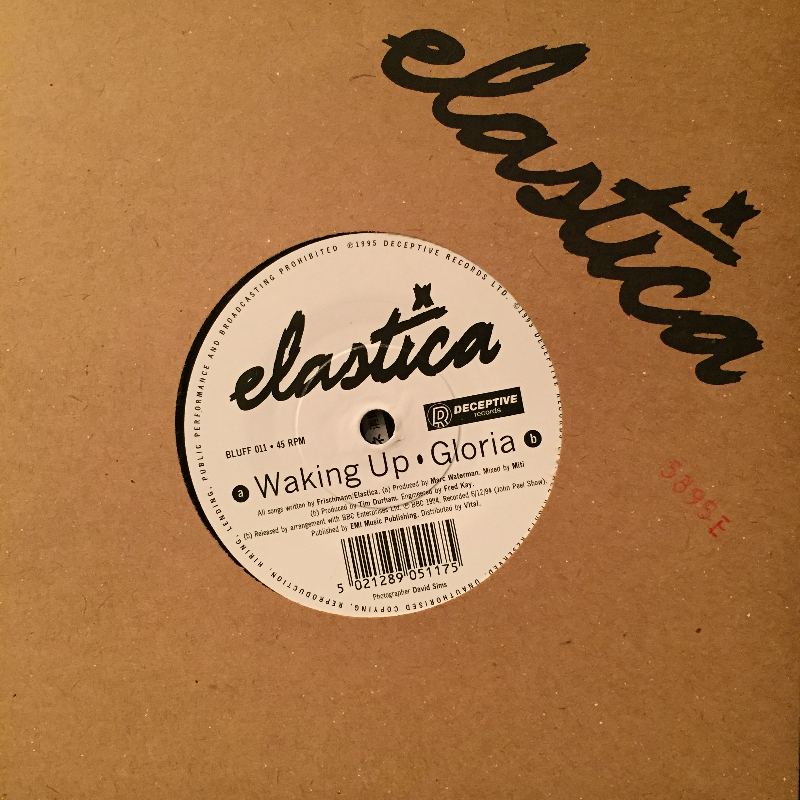 elastica
PUBLIC PERFORMANCE AND BROADCASTING PROHIBITED ℗1995 DECEPTIVE RECORDS LTD. ©1995 DECEPTIVE RECORDS
RESERVED. UNAUTHORISED COPYING, REPRODUCTION, HIRING, LENDING,
elastica
DR DECEPTIVE
records
BLUFF 011 • 45 RPM
a Waking Up • Gloria b
All songs written by Frischmann/Elastica. (a) Produced by Marc Waterman. Mixed by Miti
(b) Produced by Tim Durham. Engineered by Fred Kay.
(b) Released by arrangement with BBC Enterprises Ltd. © BBC 1994. Recorded 6/12/94 (John Peel Show).
Published by EMI Music Publishing. Distributed by Vital.
5 021289 051175
Photographer David Sims
5895E